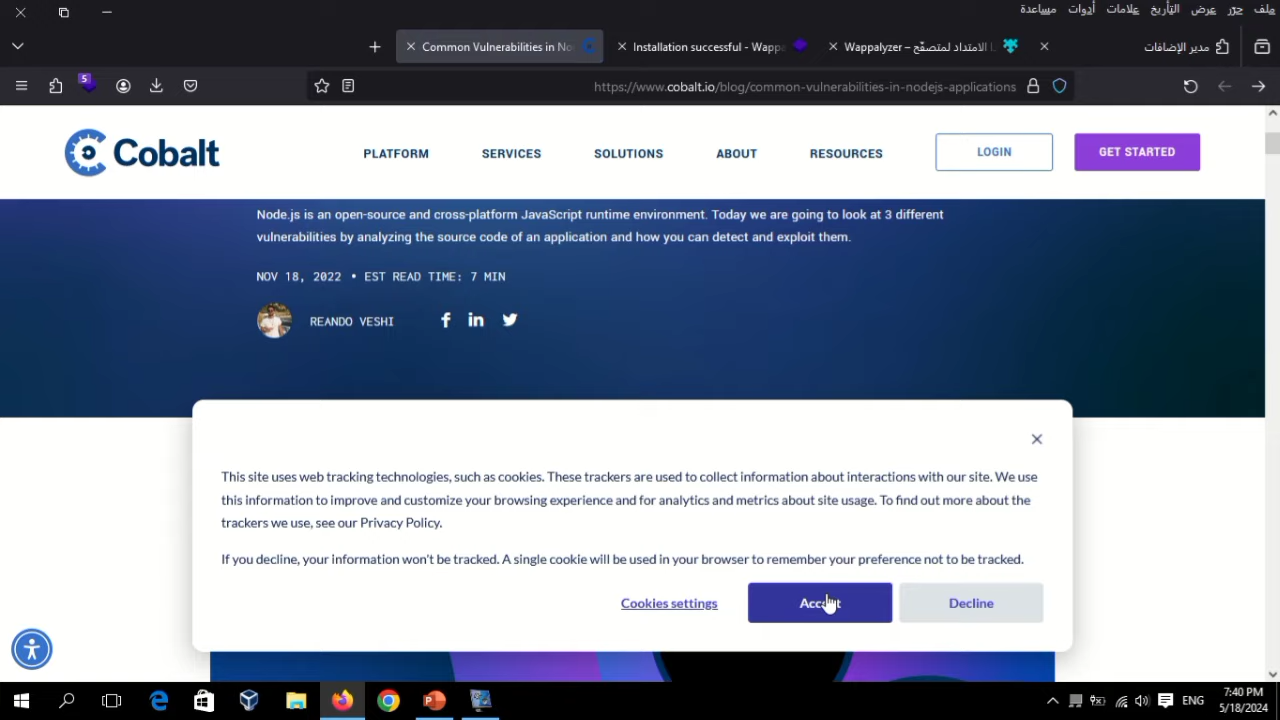 ملف تحرير عرض التأريخ علامات أدوات مساعدة
Common Vulnerabilities in No
Installation successful - Wappa
Wappalyzer –
الامتداد لمتصفّح
مدير الإضافات
5
https://www.cobalt.io/blog/common-vulnerabilities-in-nodejs-applications
Cobalt
PLATFORM
SERVICES
SOLUTIONS
ABOUT
RESOURCES
LOGIN
GET STARTED
Node.js is an open-source and cross-platform JavaScript runtime environment. Today we are going to look at 3 different
vulnerabilities by analyzing the source code of an application and how you can detect and exploit them.
NOV 18, 2022 • EST READ TIME: 7 MIN
REANDO VESHI
This site uses web tracking technologies, such as cookies. These trackers are used to collect information about interactions with our site. We use
this information to improve and customize your browsing experience and for analytics and metrics about site usage. To find out more about the
trackers we use, see our Privacy Policy.
If you decline, your information won't be tracked. A single cookie will be used in your browser to remember your preference not to be tracked.
Cookies settings
Accept
Decline
ENG
7:40 PM
5/18/2024